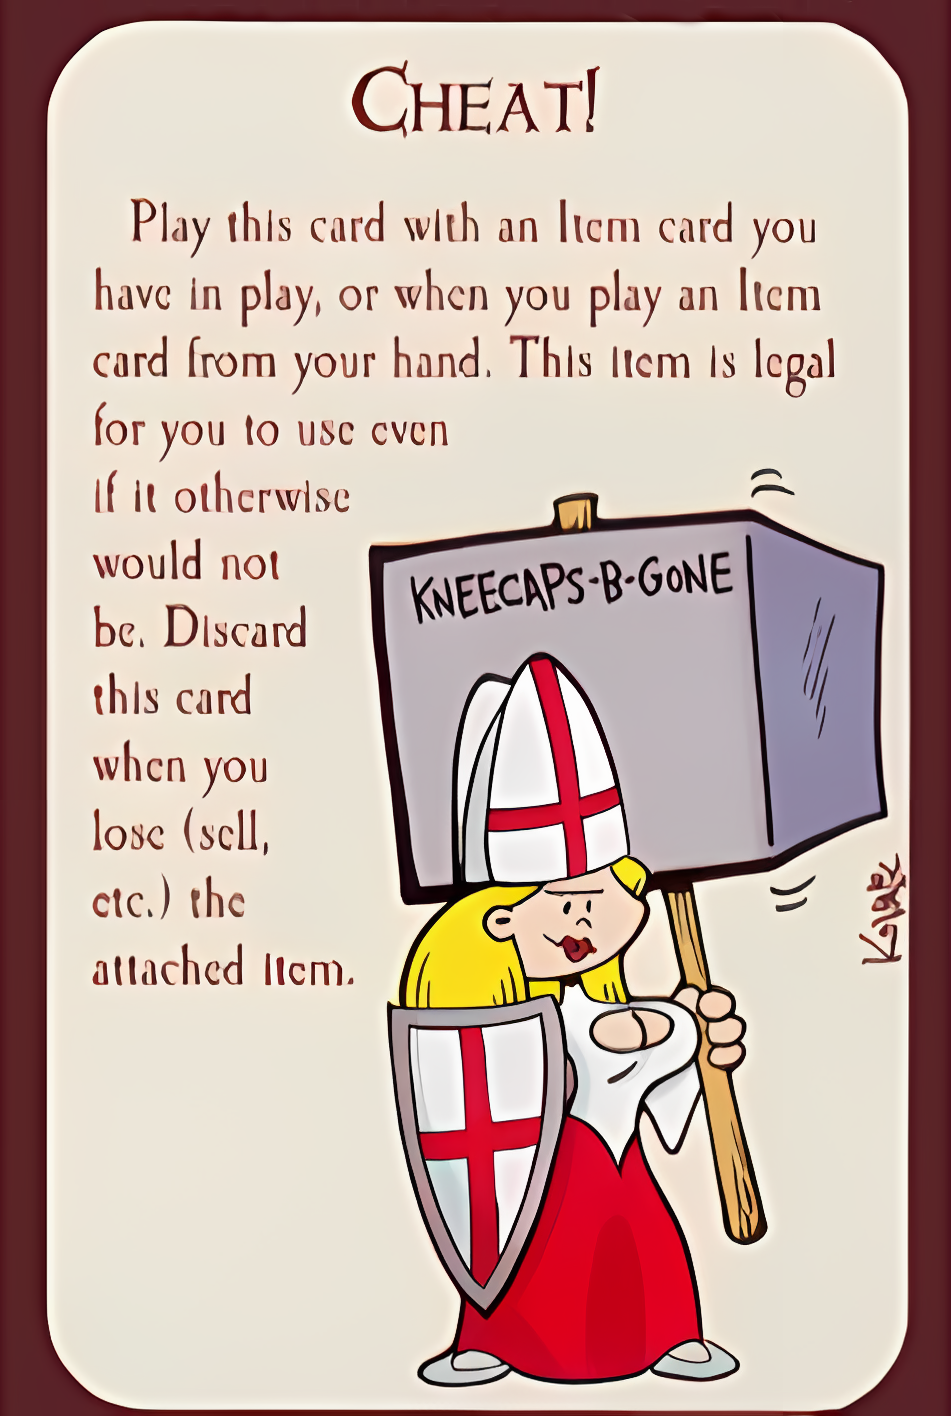 CHEAT!
Play this card with an Item card you
have in play, or when you play an Item
card from your hand. This item is legal
for you to use even
if it otherwise
would not
be. Discard
this card
when you
lose (sell,
etc.) the
attached item.
KNEECAPS-B-GONE